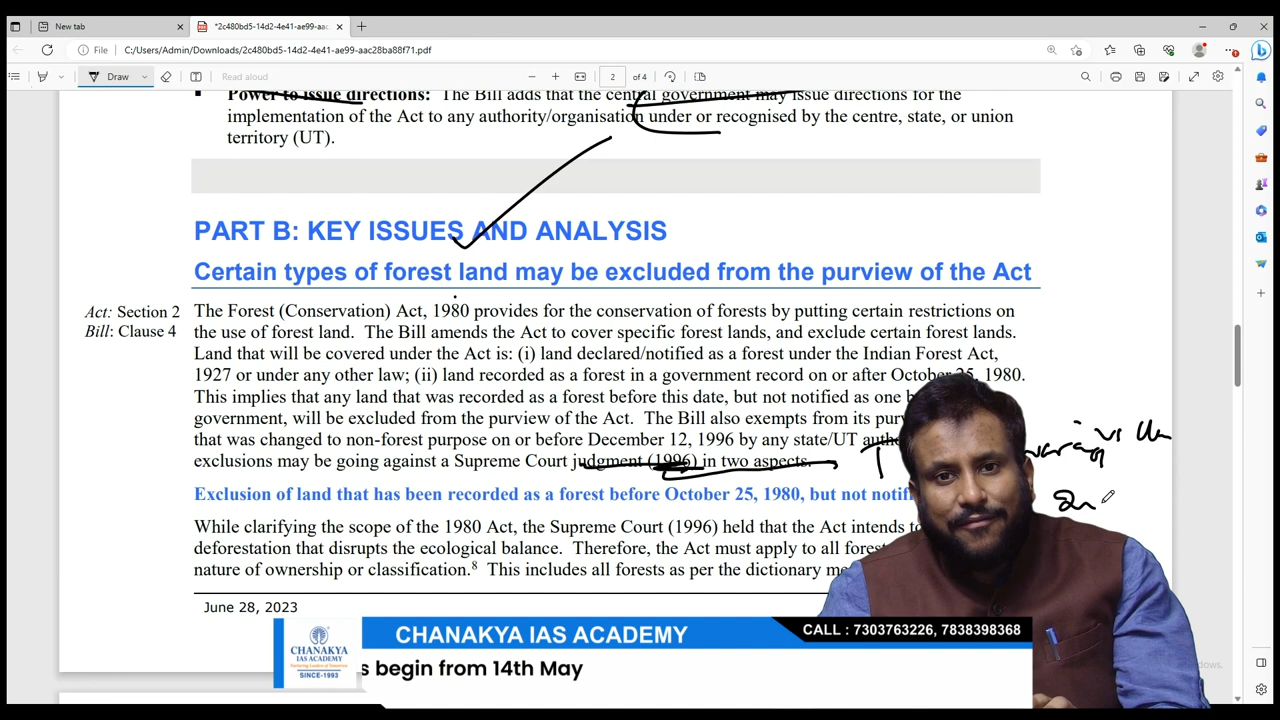 New tab
*2c480bd5-14d2-4e41-ae99-aac
File
C:/Users/Admin/Downloads/2c480bd5-14d2-4e41-ae99-aac28ba88f71.pdf
Draw
Read aloud
2 of 4
Power to issue directions: The Bill adds that the central government may issue directions for the
implementation of the Act to any authority/organisation under or recognised by the centre, state, or union
territory (UT).
PART B: KEY ISSUES AND ANALYSIS
Certain types of forest land may be excluded from the purview of the Act
Act: Section 2
Bill: Clause 4
The Forest (Conservation) Act, 1980 provides for the conservation of forests by putting certain restrictions on
the use of forest land. The Bill amends the Act to cover specific forest lands, and exclude certain forest lands.
Land that will be covered under the Act is: (i) land declared/notified as a forest under the Indian Forest Act,
1927 or under any other law; (ii) land recorded as a forest in a government record on or after October 25, 1980.
This implies that any land that was recorded as a forest before this date, but not notified as one
government, will be excluded from the purview of the Act. The Bill also exempts from its
that was changed to non-forest purpose on or before December 12, 1996 by any state/UT
exclusions may be going against a Supreme Court judgment (1996) in two aspects.
Exclusion of land that has been recorded as a forest before October 25, 1980, but not
While clarifying the scope of the 1980 Act, the Supreme Court (1996) held that the Act intends
deforestation that disrupts the ecological balance. Therefore, the Act must apply to all
nature of ownership or classification.8 This includes all forests as per the dictionary
June 28, 2023
CHANAKYA IAS ACADEMY
CALL : 7303763226, 7838398368
CHANAKYA
IAS ACADEMY
Nurturing Leaders of Tomorrow
SINCE-1993
s begin from 14th May